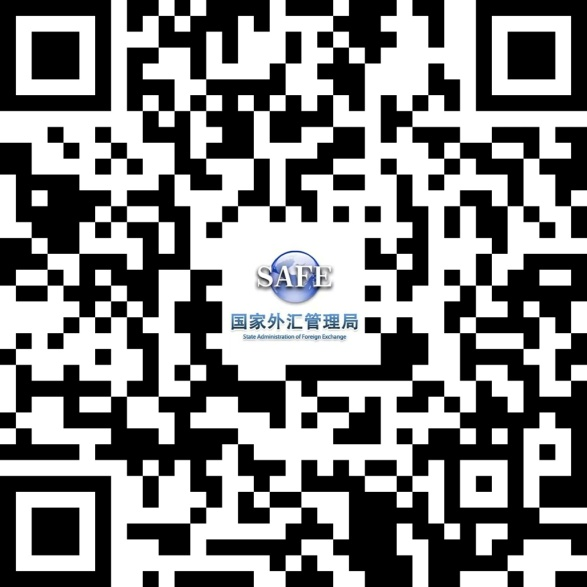 SAFE
国家外汇管理局
State Administration of Foreign Exchange